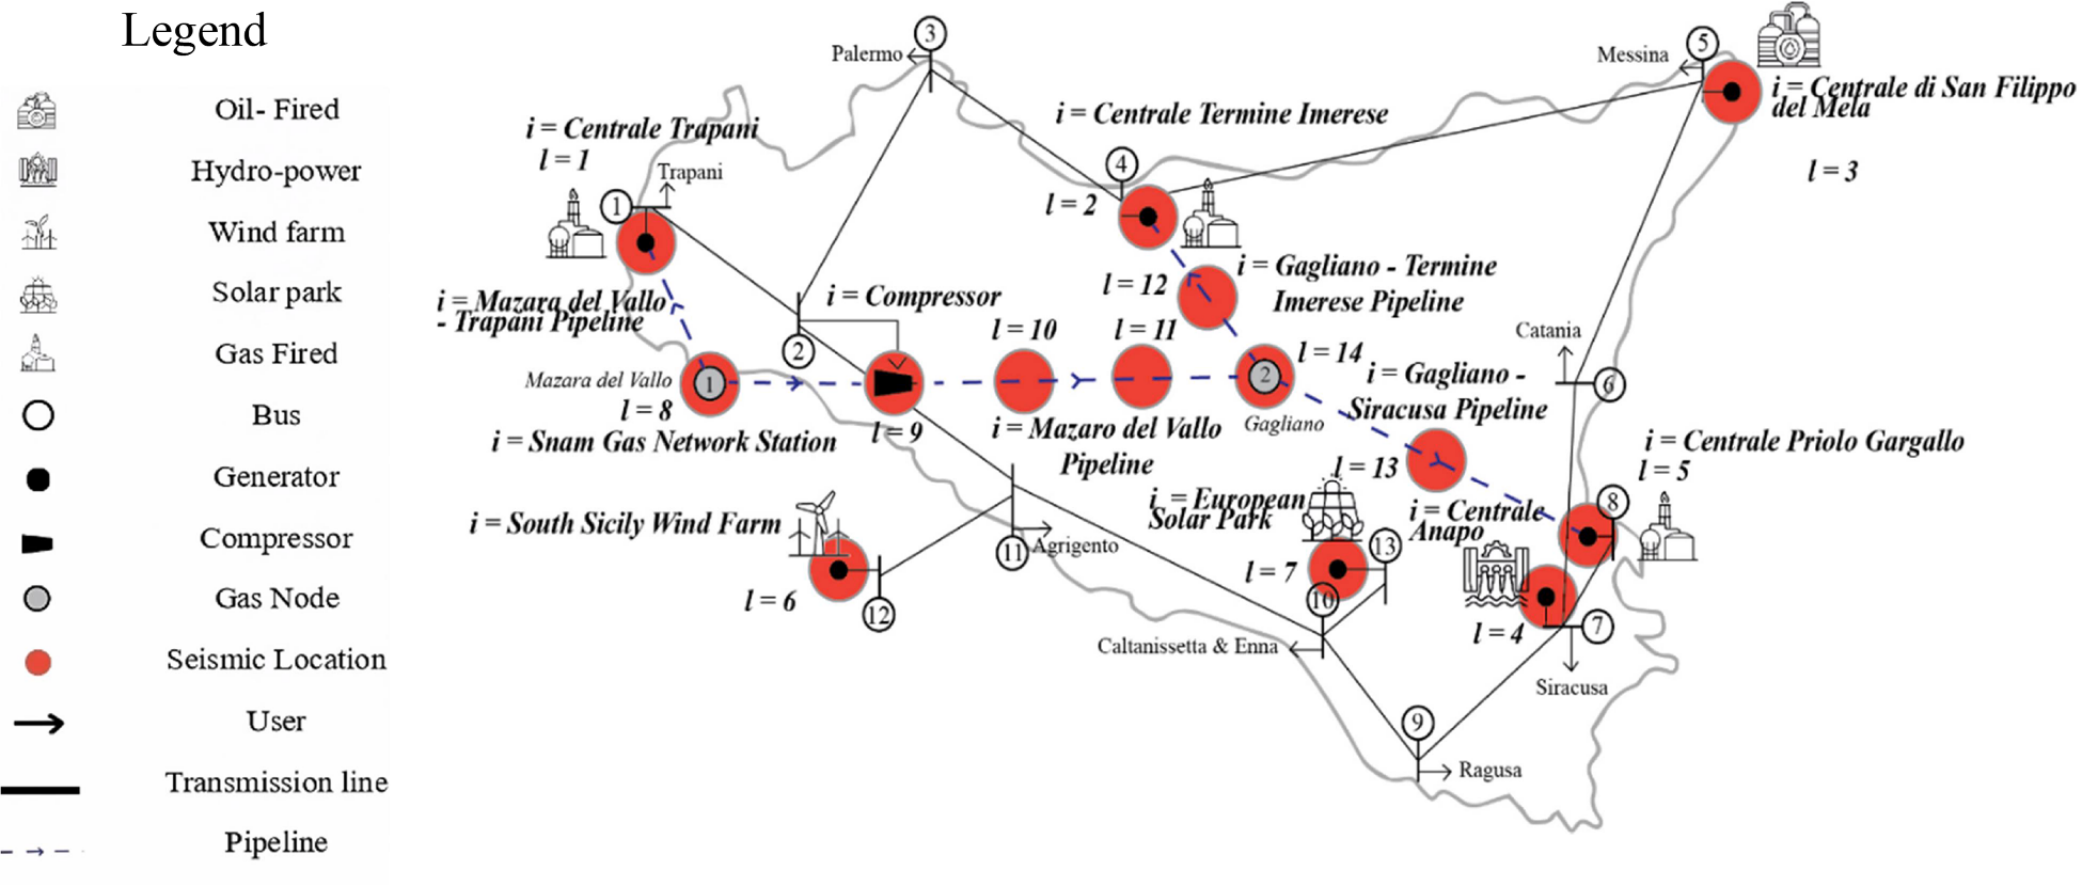 Legend
Oil- Fired
Hydro-power
Wind farm
Solar park
Gas Fired
Bus
Generator
Compressor
Gas Node
Seismic Location
User
Transmission line
Pipeline
3
Palermo
5
Messina
i = Centrale di San Filippo
del Mela
l = 3
i = Centrale Trapani
l = 1
Trapani
1
i = Centrale Termine Imerese
4
l = 2
i = Mazara del Vallo
- Trapani Pipeline
i = Compressor
2
l = 12
i = Gagliano - Termine
Imerese Pipeline
l = 10
l = 11
l = 14
Catania
6
Mazara del Vallo
1
l = 8
i = Snam Gas Network Station
l = 9
i = Mazaro del Vallo
Pipeline
2
Gagliano
i = Gagliano -
Siracusa Pipeline
l = 13
i = Centrale Priolo Gargallo
l = 5
8
i = South Sicily Wind Farm
l = 6
12
11
Agrigento
i = European
Solar Park
l = 7
13
10
i = Centrale
Anapo
l = 4
7
Siracusa
Caltanissetta & Enna
9
Ragusa